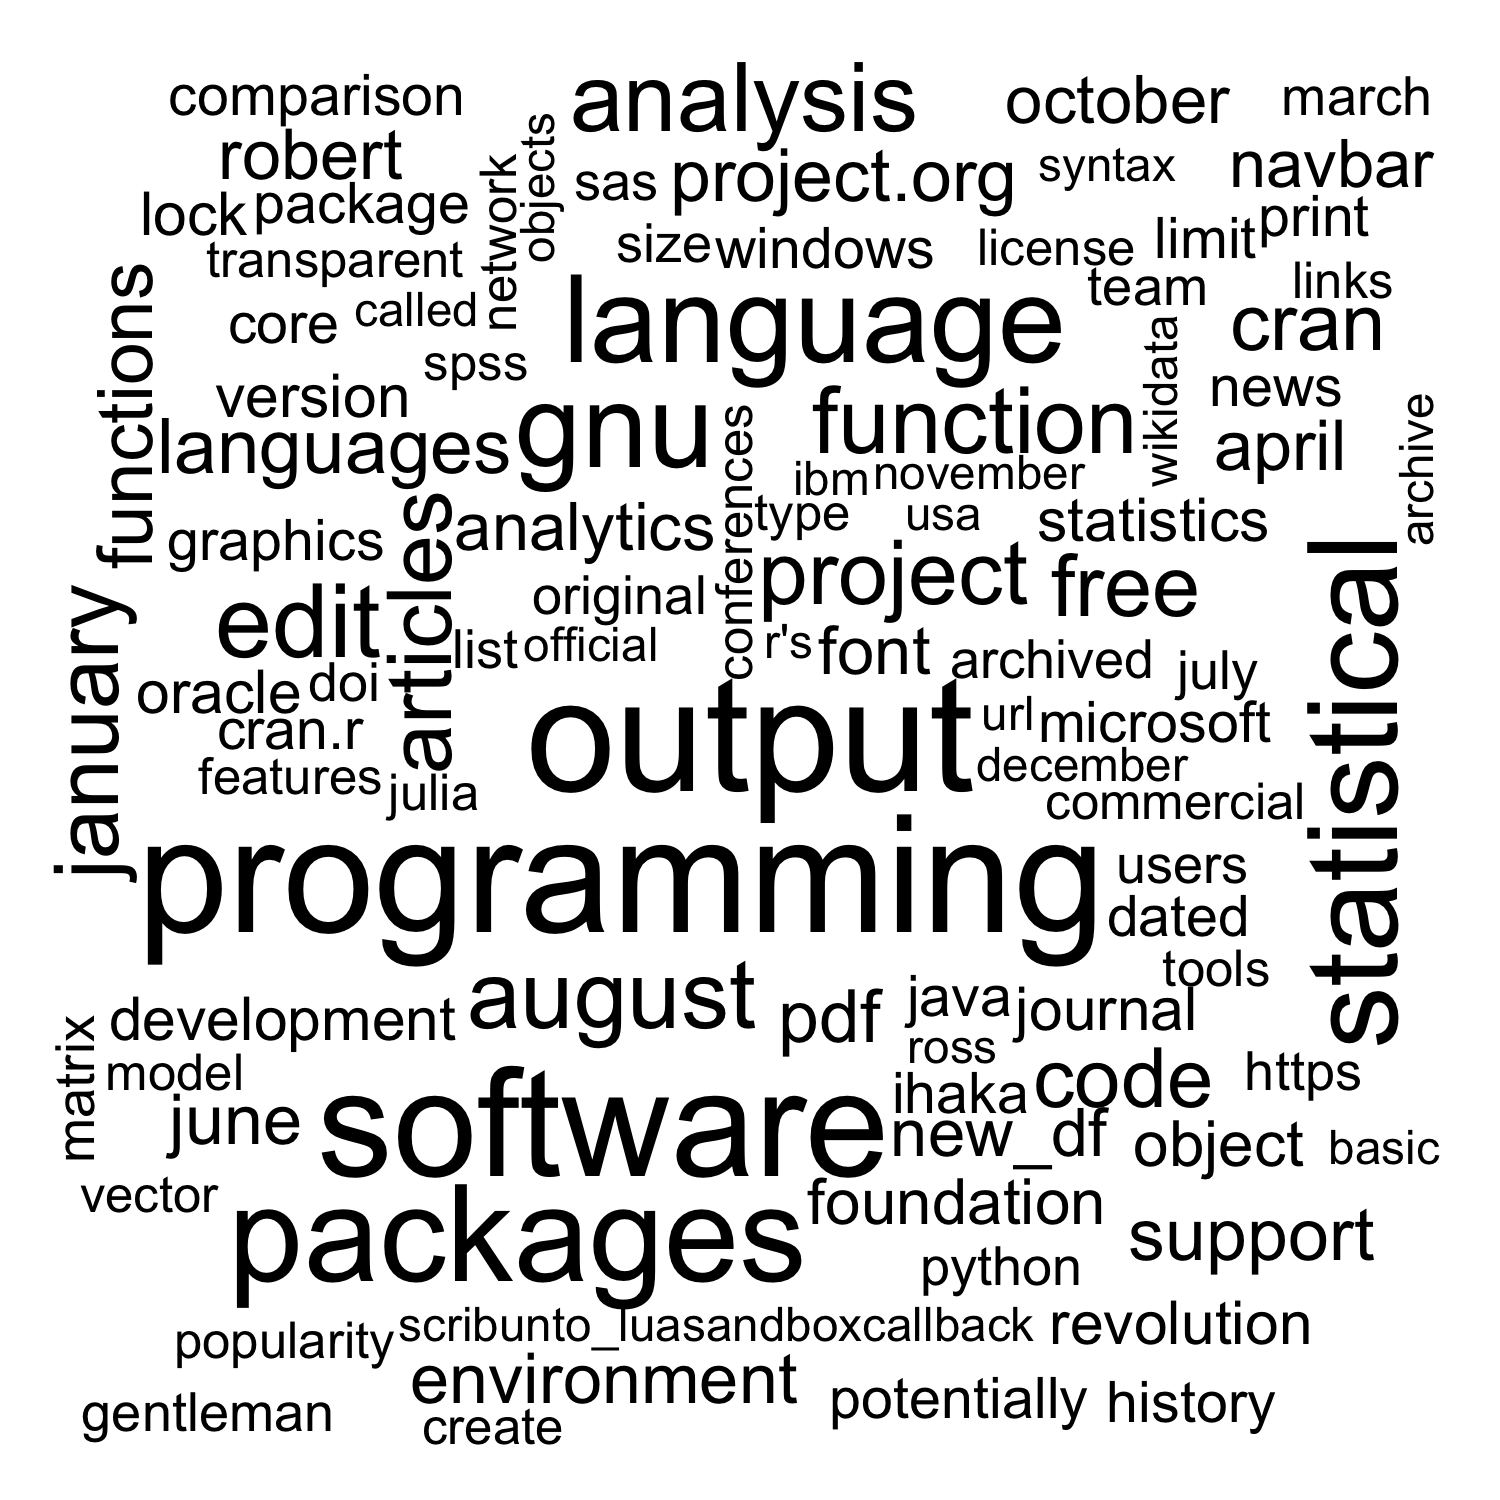 comparison
analysis
october
march
robert
objects
sas
project.org
syntax
navbar
lock
package
network
size
windows
license
limit
print
transparent
functions
core
called
language
team
links
cran
spss
wikidata
version
news
languages
gnu
function
april
archive
conferences
ibm
november
articles
analytics
type
usa
statistics
graphics
project
free
statistical
january
edit
original
list
official
r's
font
archived
july
oracle
doi
cran.r
output
url
microsoft
features
julia
december
commercial
programming
users
dated
tools
august
development
pdf
java
journal
matrix
model
ross
ihaka
code
https
june
software
new_df
object
basic
vector
packages
foundation
support
python
popularity
scribunto_luasandboxcallback
revolution
environment
potentially
history
gentleman
create